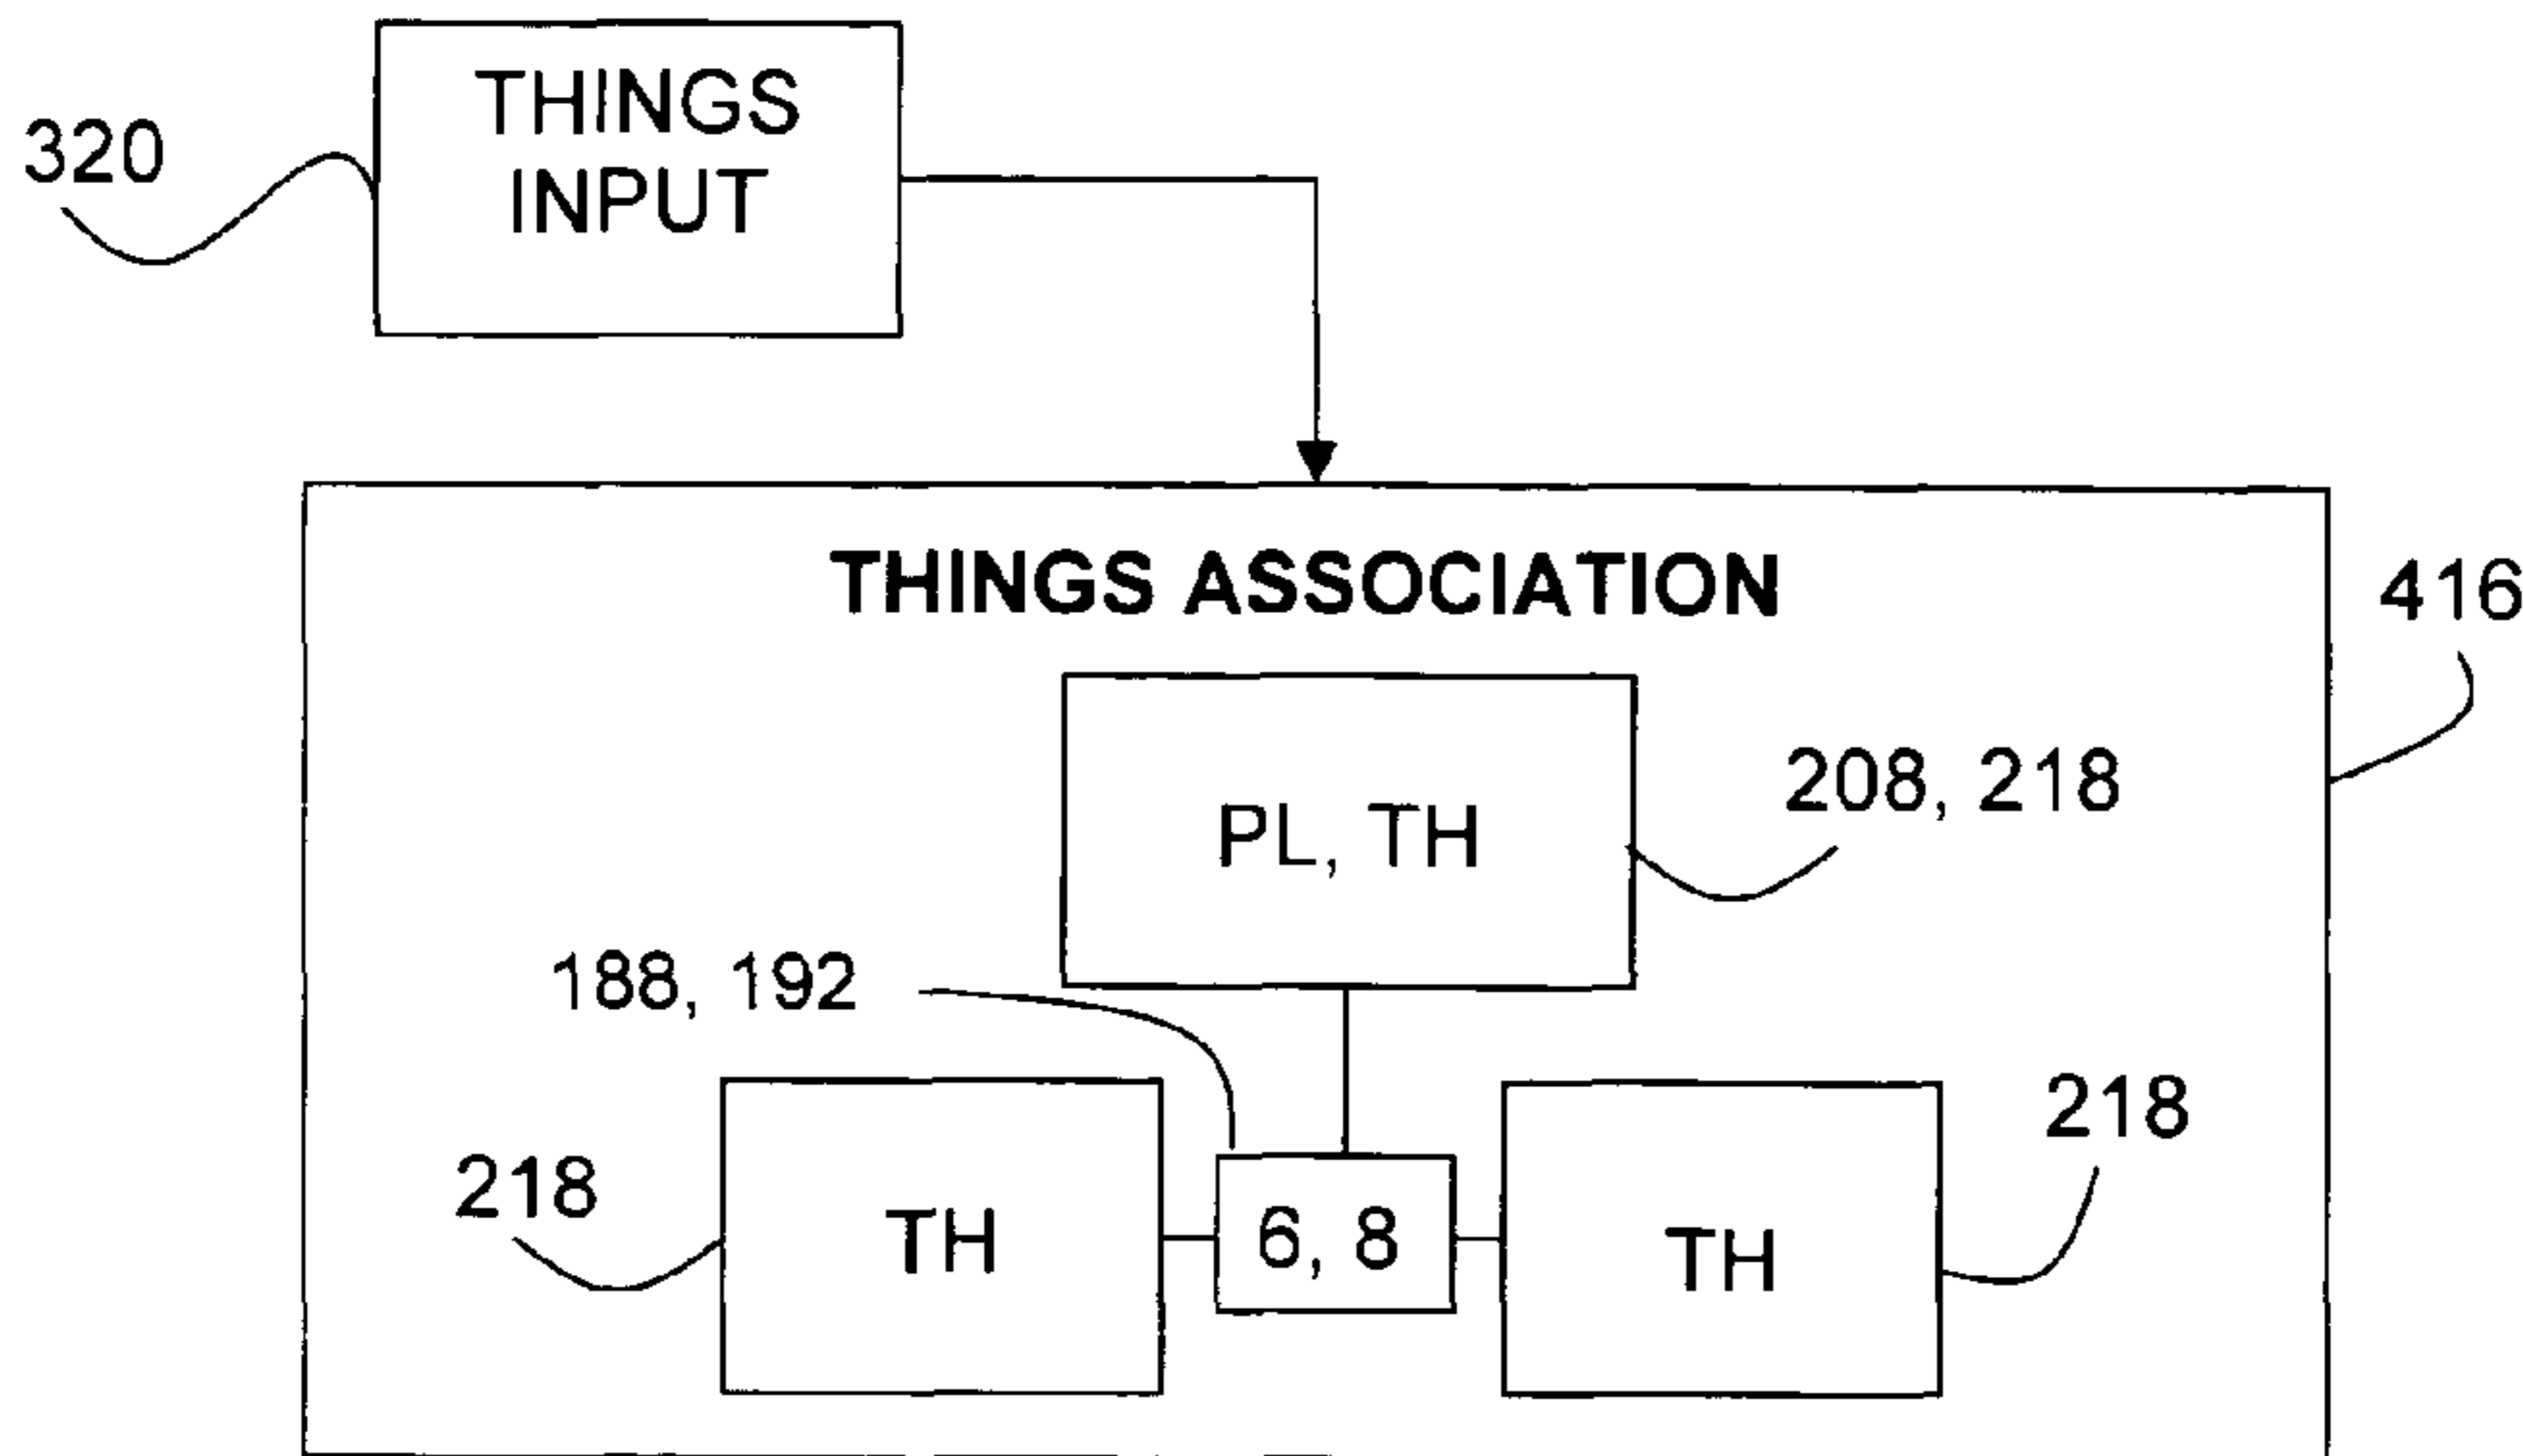 THINGS
INPUT
320
THINGS ASSOCIATION
416
PL, TH
208, 218
188, 192
218
TH
6, 8
TH
218